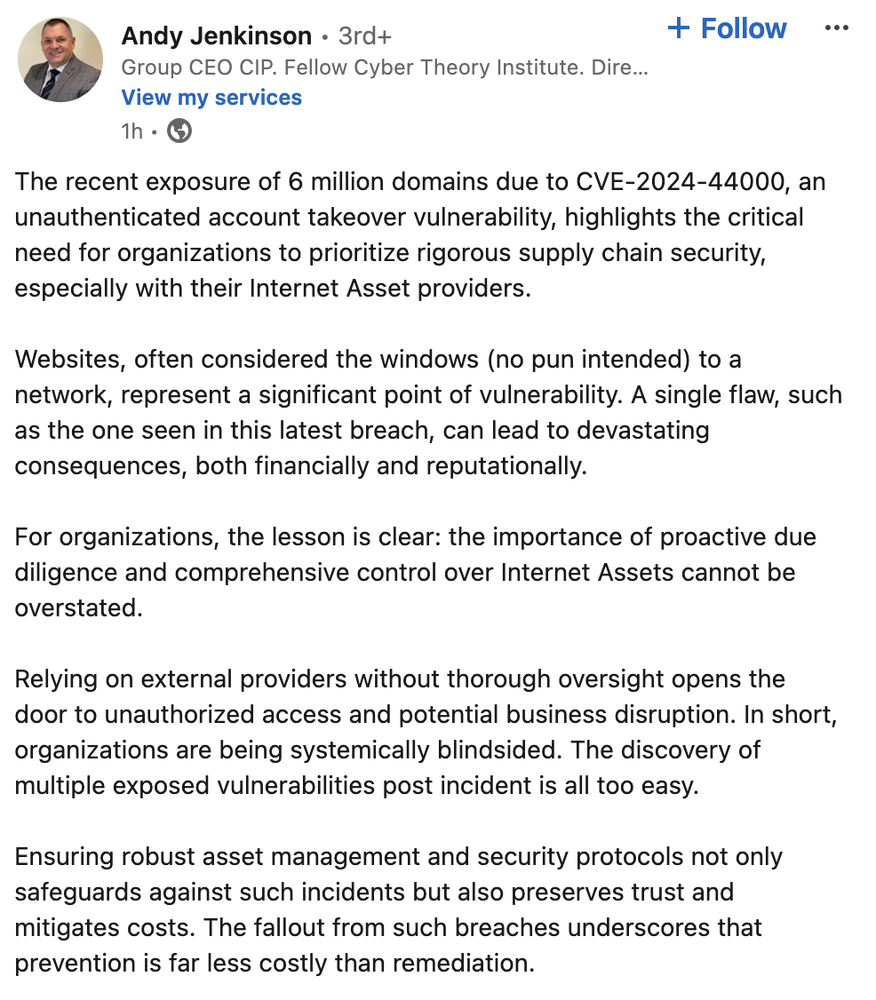 Andy Jenkinson • 3rd+
+ Follow
...
Group CEO CIP. Fellow Cyber Theory Institute. Dire...
View my services
1h •
The recent exposure of 6 million domains due to CVE-2024-44000, an
unauthenticated account takeover vulnerability, highlights the critical
need for organizations to prioritize rigorous supply chain security,
especially with their Internet Asset providers.
Websites, often considered the windows (no pun intended) to a
network, represent a significant point of vulnerability. A single flaw, such
as the one seen in this latest breach, can lead to devastating
consequences, both financially and reputationally.
For organizations, the lesson is clear: the importance of proactive due
diligence and comprehensive control over Internet Assets cannot be
overstated.
Relying on external providers without thorough oversight opens the
door to unauthorized access and potential business disruption. In short,
organizations are being systemically blindsided. The discovery of
multiple exposed vulnerabilities post incident is all too easy.
Ensuring robust asset management and security protocols not only
safeguards against such incidents but also preserves trust and
mitigates costs. The fallout from such breaches underscores that
prevention is far less costly than remediation.